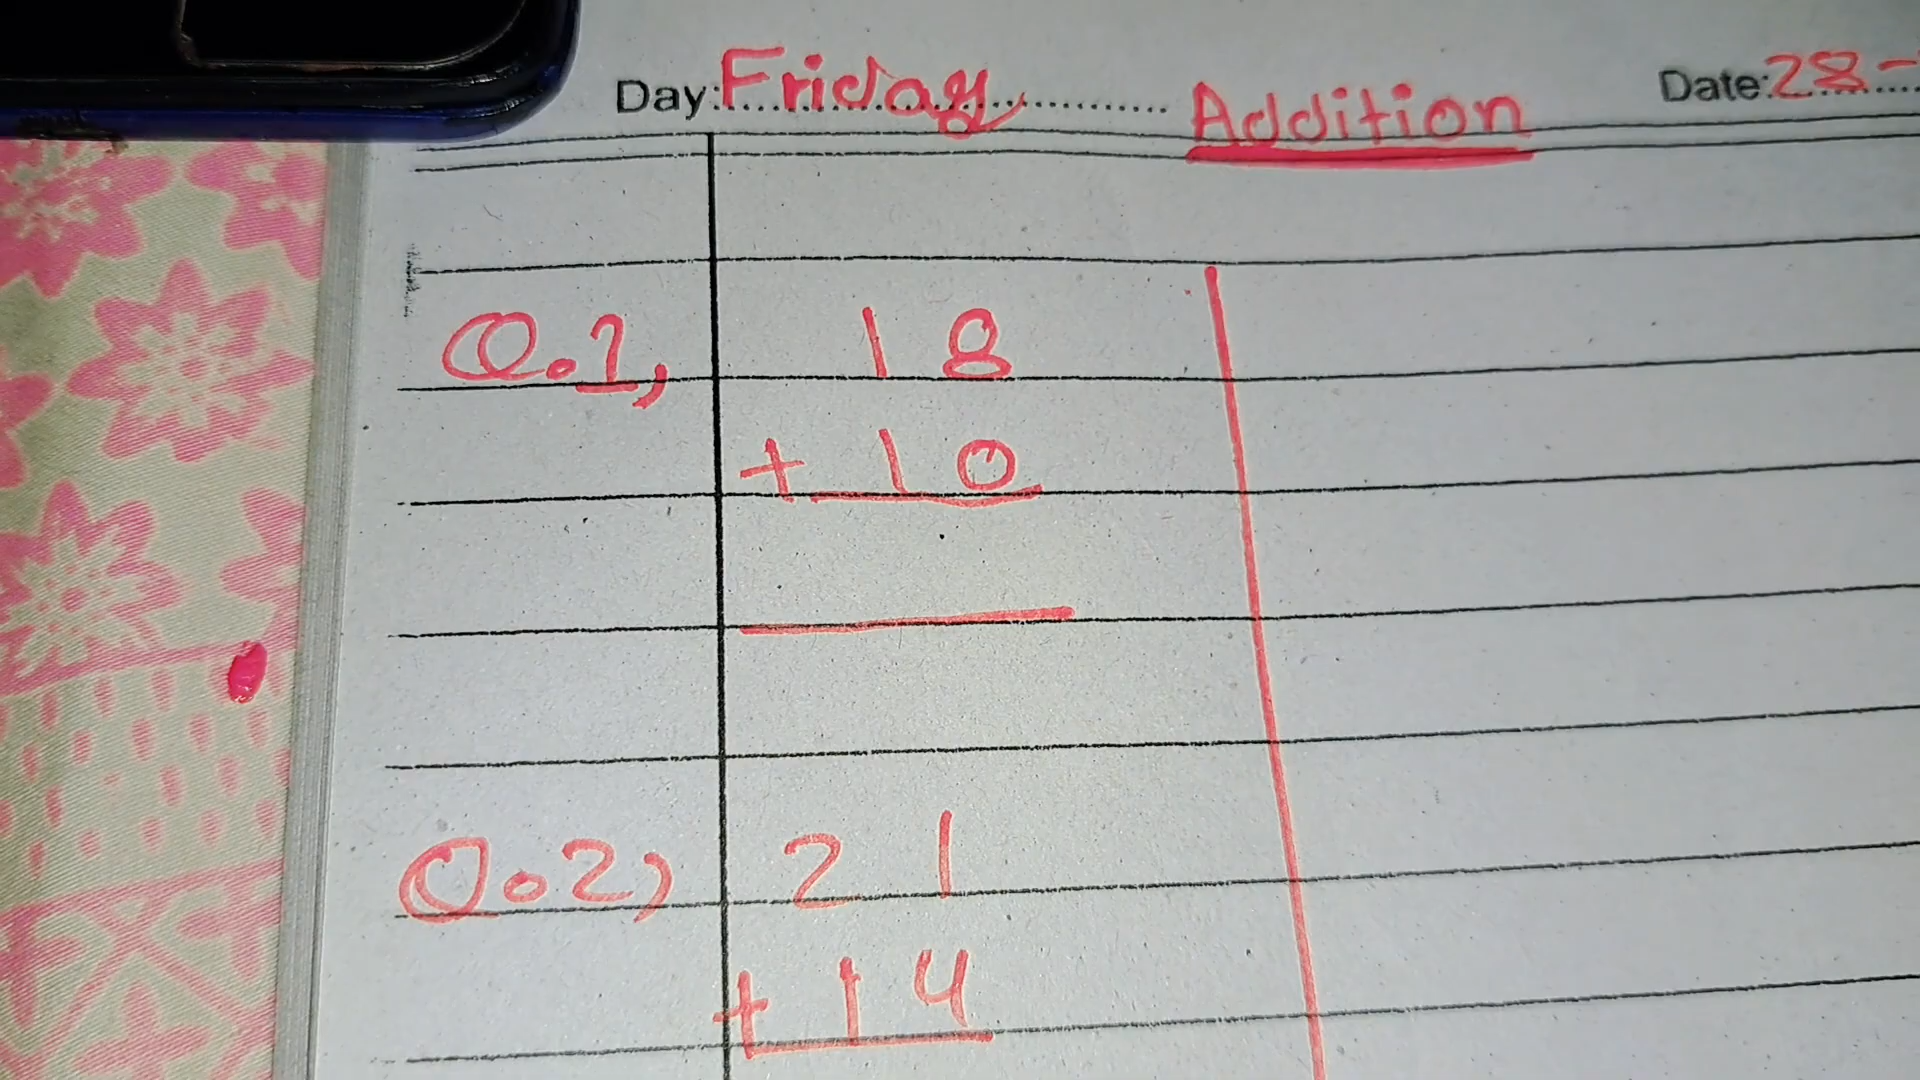 Day: Friday Addition Date: 28-
Q.1, 18
+ 10
Q.2) 21
+ 14